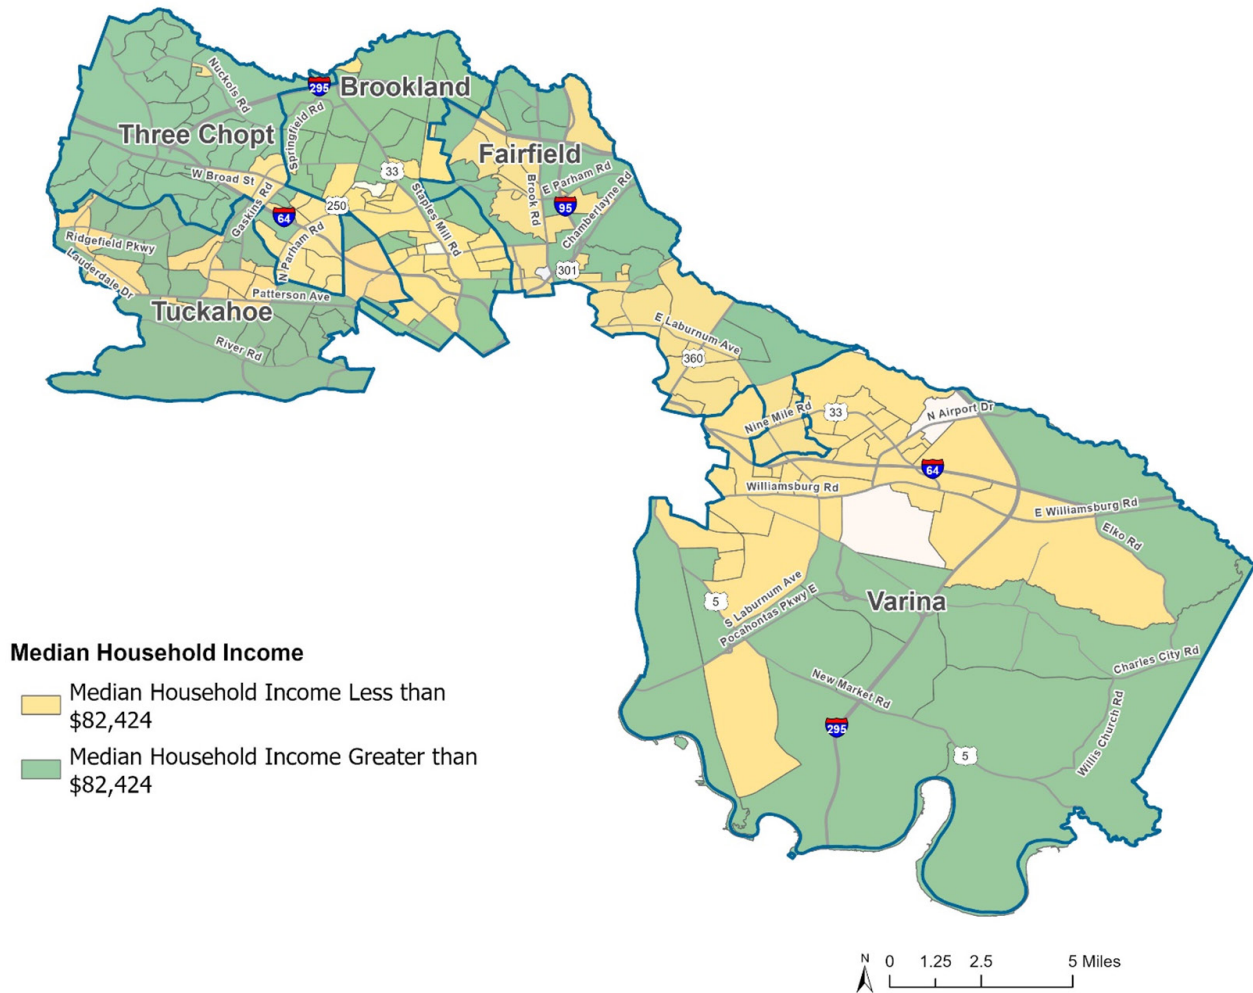 Nuckols Rd
295
Brookland
Three Chopt
Springfield Rd
Fairfield
W Broad St
33
E Parham Rd
Gaskins Rd
250
Staples Mill Rd
Brook Rd
95
Chamberlayne Rd
64
N Parham Rd
Ridgefield Pkwy
Lauderdale Dr
301
Patterson Ave
Tuckahoe
River Rd
E Laburnum Ave
360
Nine Mile Rd
33
N Airport Dr
64
Williamsburg Rd
E Williamsburg Rd
Elko Rd
5
S Laburnum Ave
Pocahontas Pkwy E
Varina
Charles City Rd
New Market Rd
295
5
Willis Church Rd
Median Household Income
Median Household Income Less than
$82,424
Median Household Income Greater than
$82,424
N
0 1.25 2.5 5 Miles